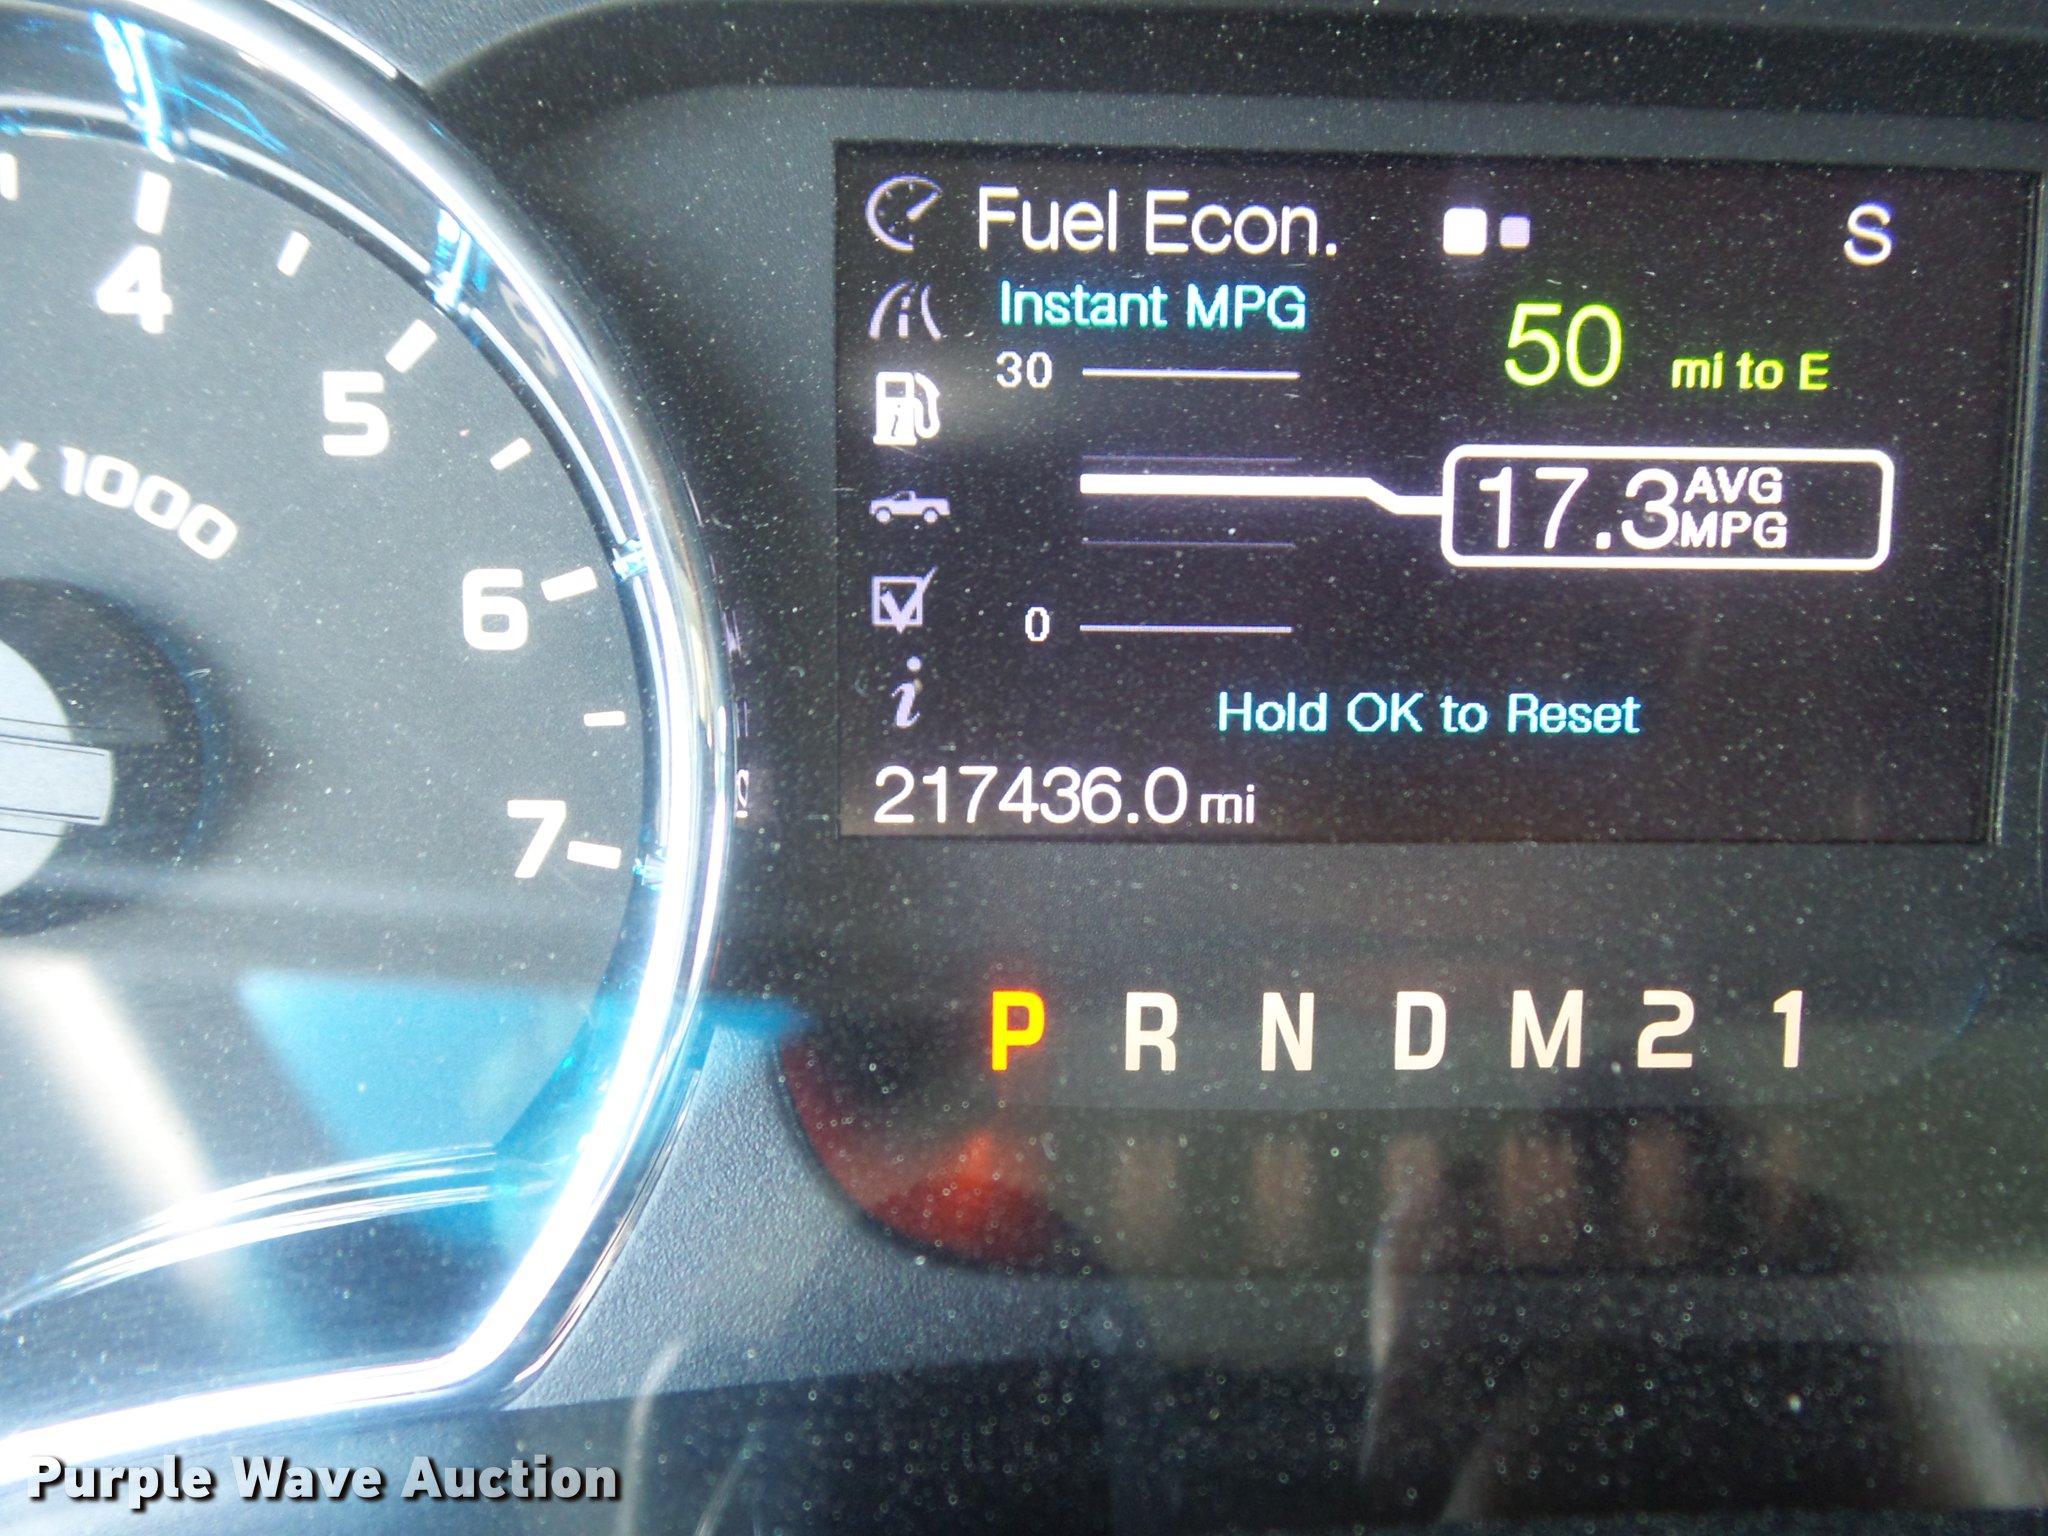 4
5
6
7
x 1000
Fuel Econ.
S
Instant MPG
50 mi to E
30
17.3 AVG MPG
0
Hold OK to Reset
217436.0 mi
P R N D M 2 1
Purple Wave Auction